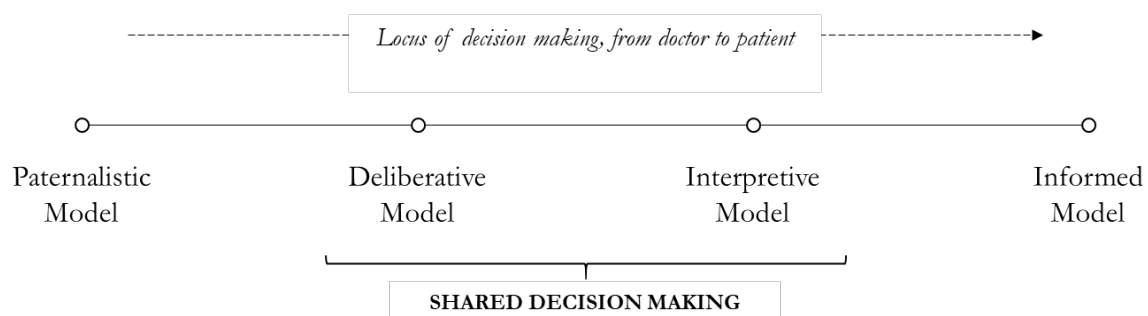 Locus of decision making, from doctor to patient
Paternalistic
Model
Deliberative
Model
Interpretive
Model
Informed
Model
SHARED DECISION MAKING